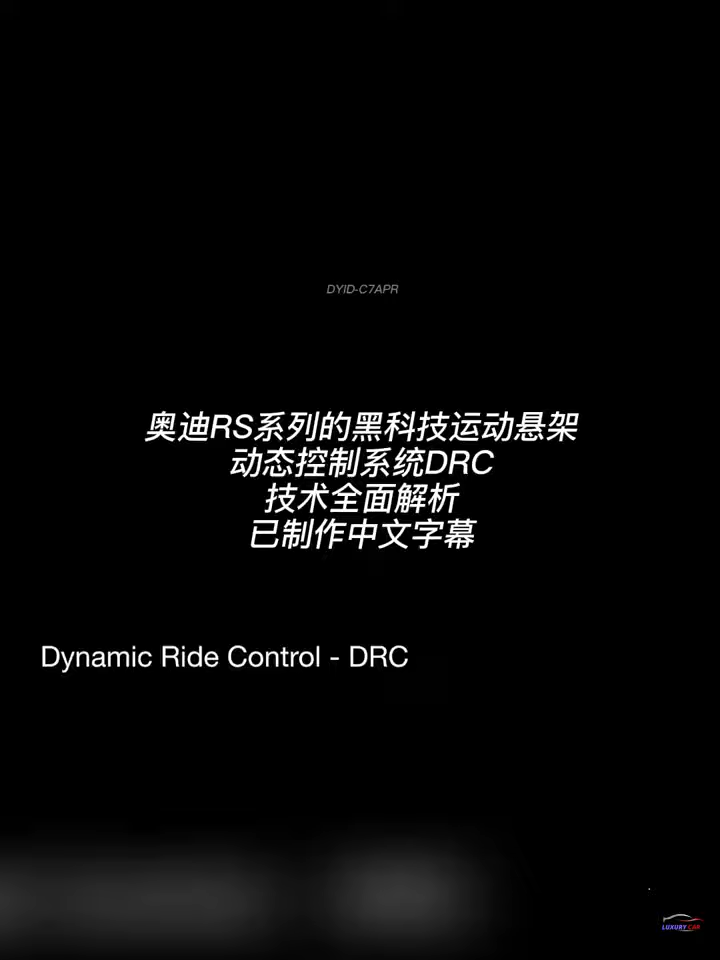 DYID-C7APR
奥迪RS系列的黑科技运动悬架
动态控制系统DRC
技术全面解析
已制作中文字幕
Dynamic Ride Control - DRC
LUXURY CAR